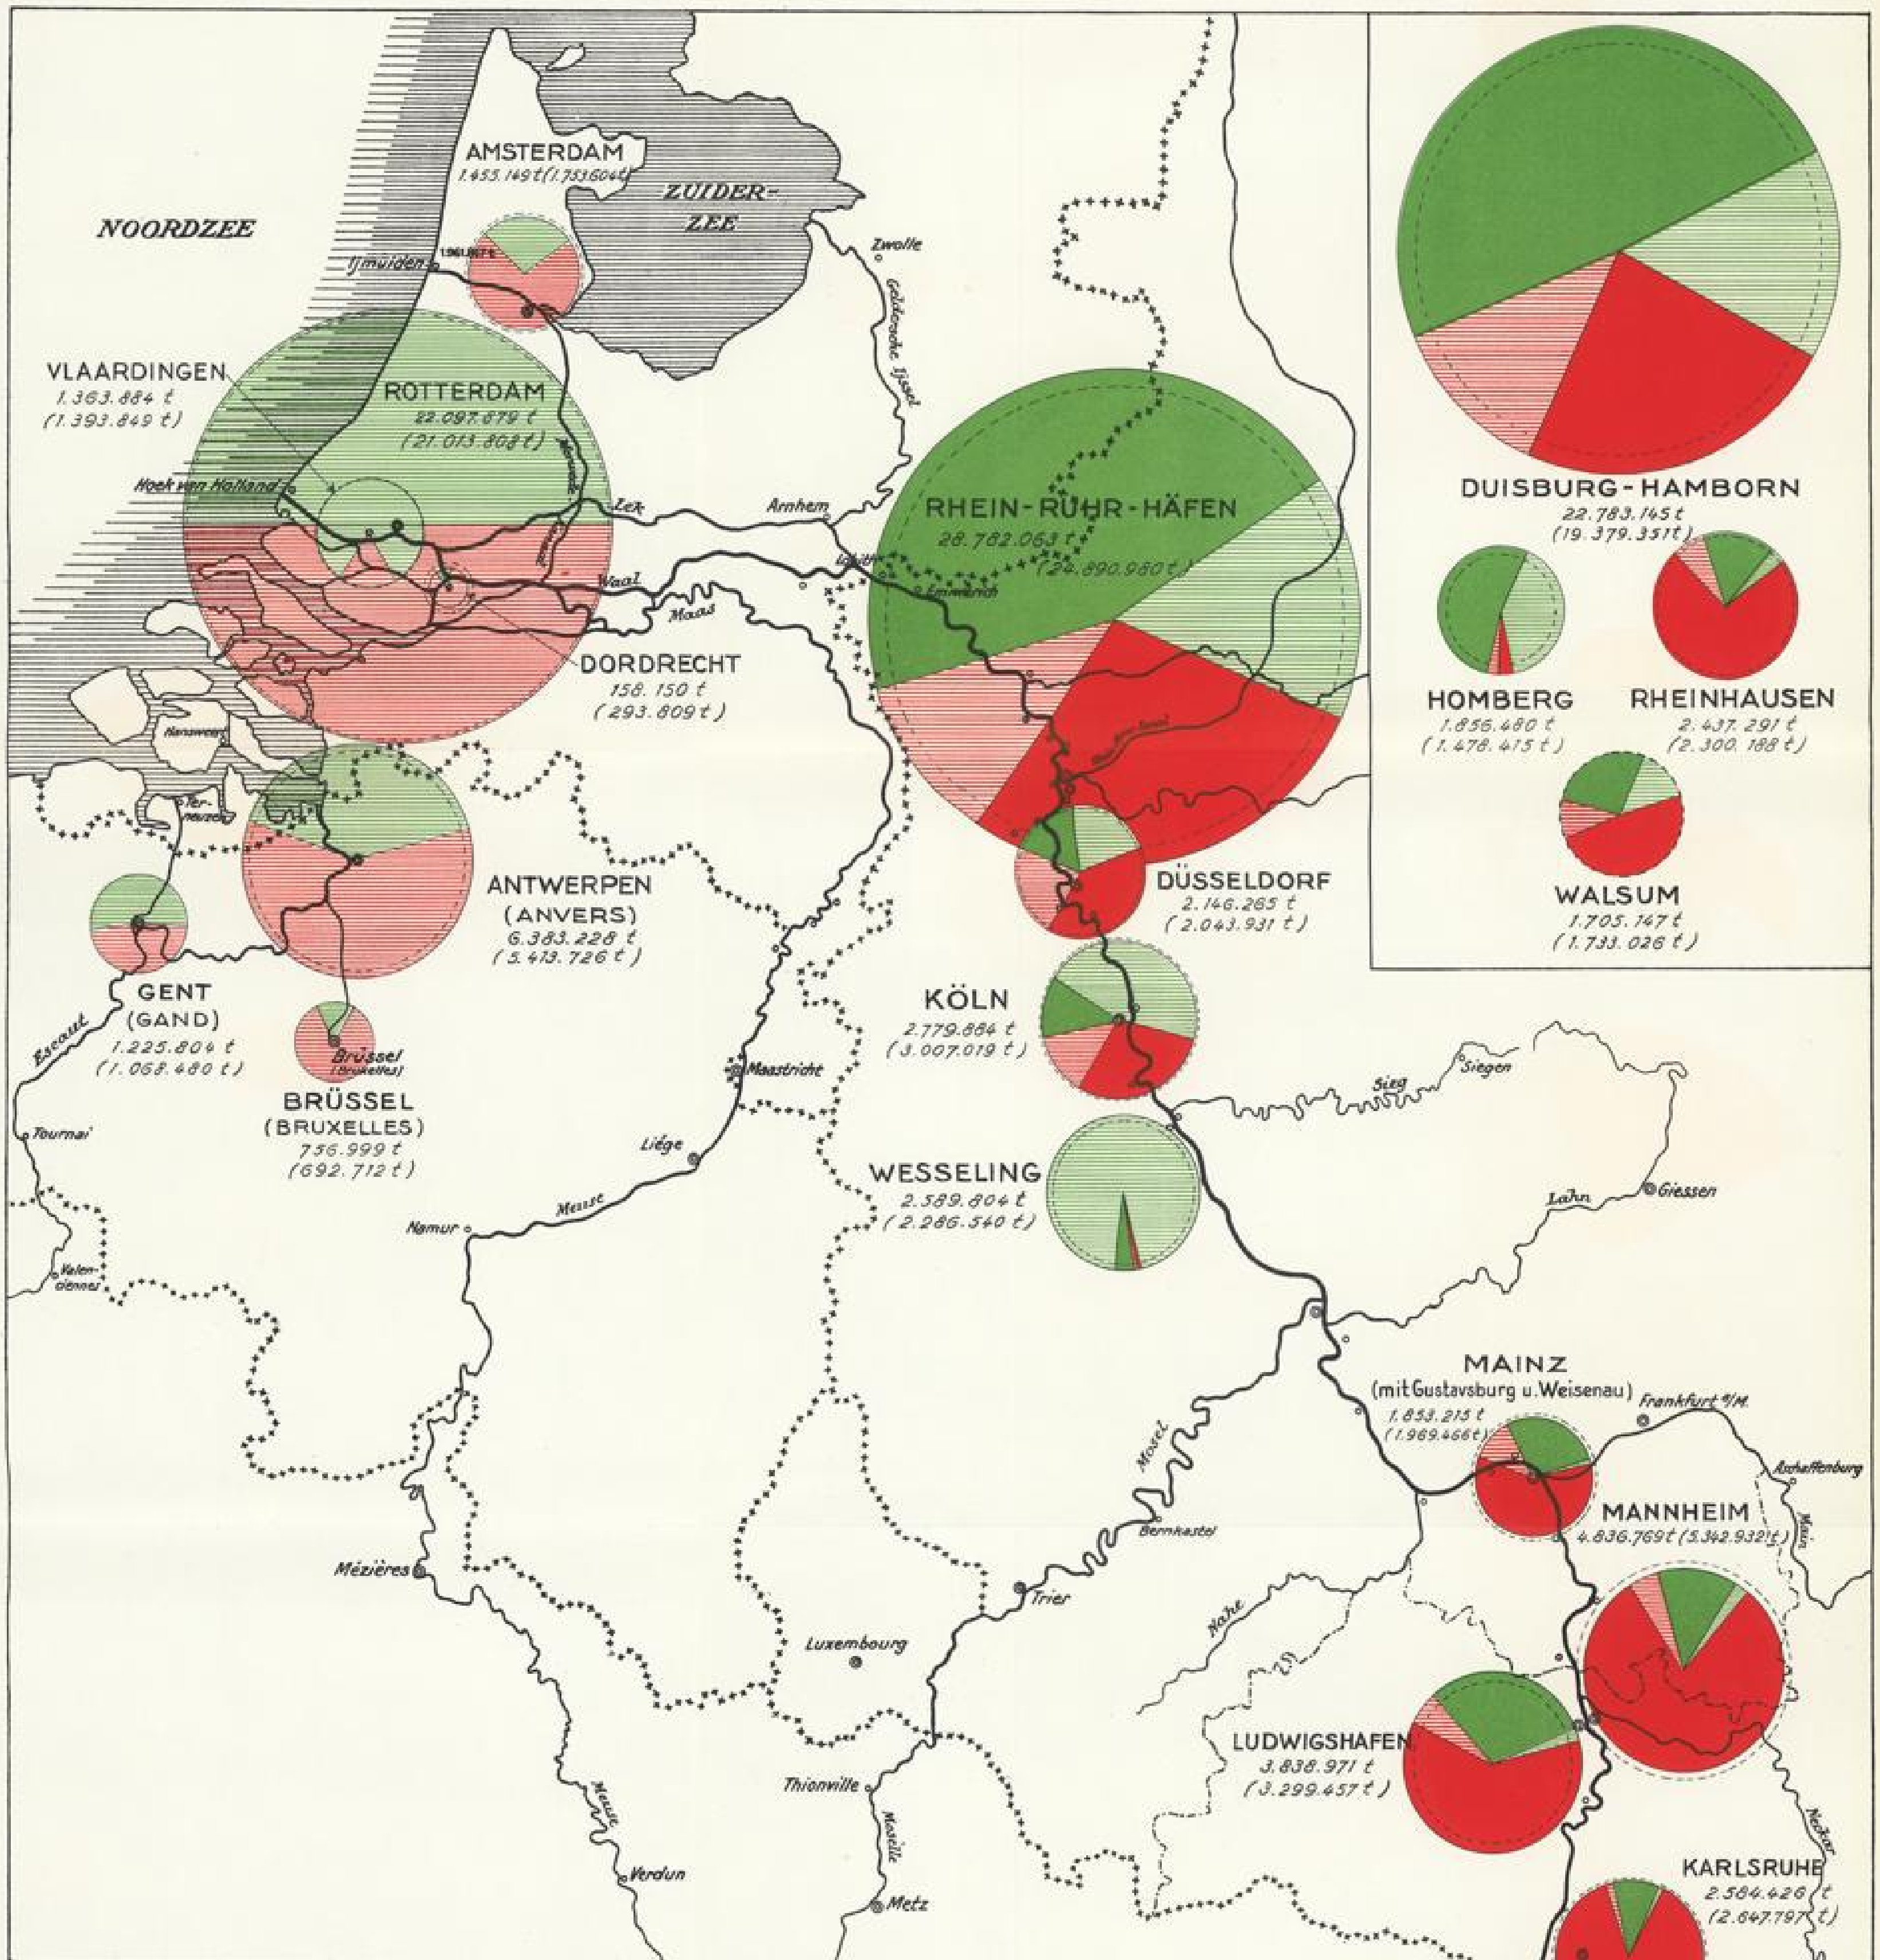 AMSTERDAM
1.455.149 t (1.753.604 t)
ZUIDER-
ZEE
NOORDZEE
Zwolle
Ijmuiden
Geldersche Ijssel
VLAARDINGEN
1.363.884 t
(1.393.849 t)
ROTTERDAM
22.097.679 t
(21.013.808 t)
Hoek van Holland
Lek
Arnhem
Waal
Maas
Lobith
Emmerich
RHEIN-RUHR-HÄFEN
28.782.063 t
(24.890.980 t)
DORDRECHT
158.150 t
(293.809 t)
Hansweert
Ter-
neuzen
DUISBURG-HAMBORN
22.783.145 t
(19.379.351 t)
HOMBERG
1.856.480 t
(1.478.415 t)
RHEINHAUSEN
2.437.291 t
(2.300.188 t)
WALSUM
1.705.147 t
(1.733.026 t)
ANTWERPEN
(ANVERS)
6.383.228 t
(5.413.726 t)
DÜSSELDORF
2.146.265 t
(2.043.931 t)
GENT
(GAND)
1.225.804 t
(1.068.480 t)
Escaut
Brüssel
(Bruxelles)
BRÜSSEL
(BRUXELLES)
756.999 t
(692.712 t)
KÖLN
2.779.884 t
(3.007.019 t)
Maastricht
Sieg
Siegen
Tournai
Liége
WESSELING
2.589.804 t
(2.286.540 t)
Meuse
Namur
Lahn
Giessen
Valen-
ciennes
MAINZ
(mit Gustavsburg u. Weisenau)
1.853.215 t
(1.969.466 t)
Frankfurt a/M.
Aschaffenburg
Main
Mosel
Bernkastel
MANNHEIM
4.836.769 t (5.342.932 t)
Mézières
Trier
Nahe
Luxembourg
LUDWIGSHAFEN
3.838.971 t
(3.299.457 t)
Thionville
Meuse
Moselle
Neckar
Verdun
Metz
KARLSRUHE
2.584.426 t
(2.647.797 t)